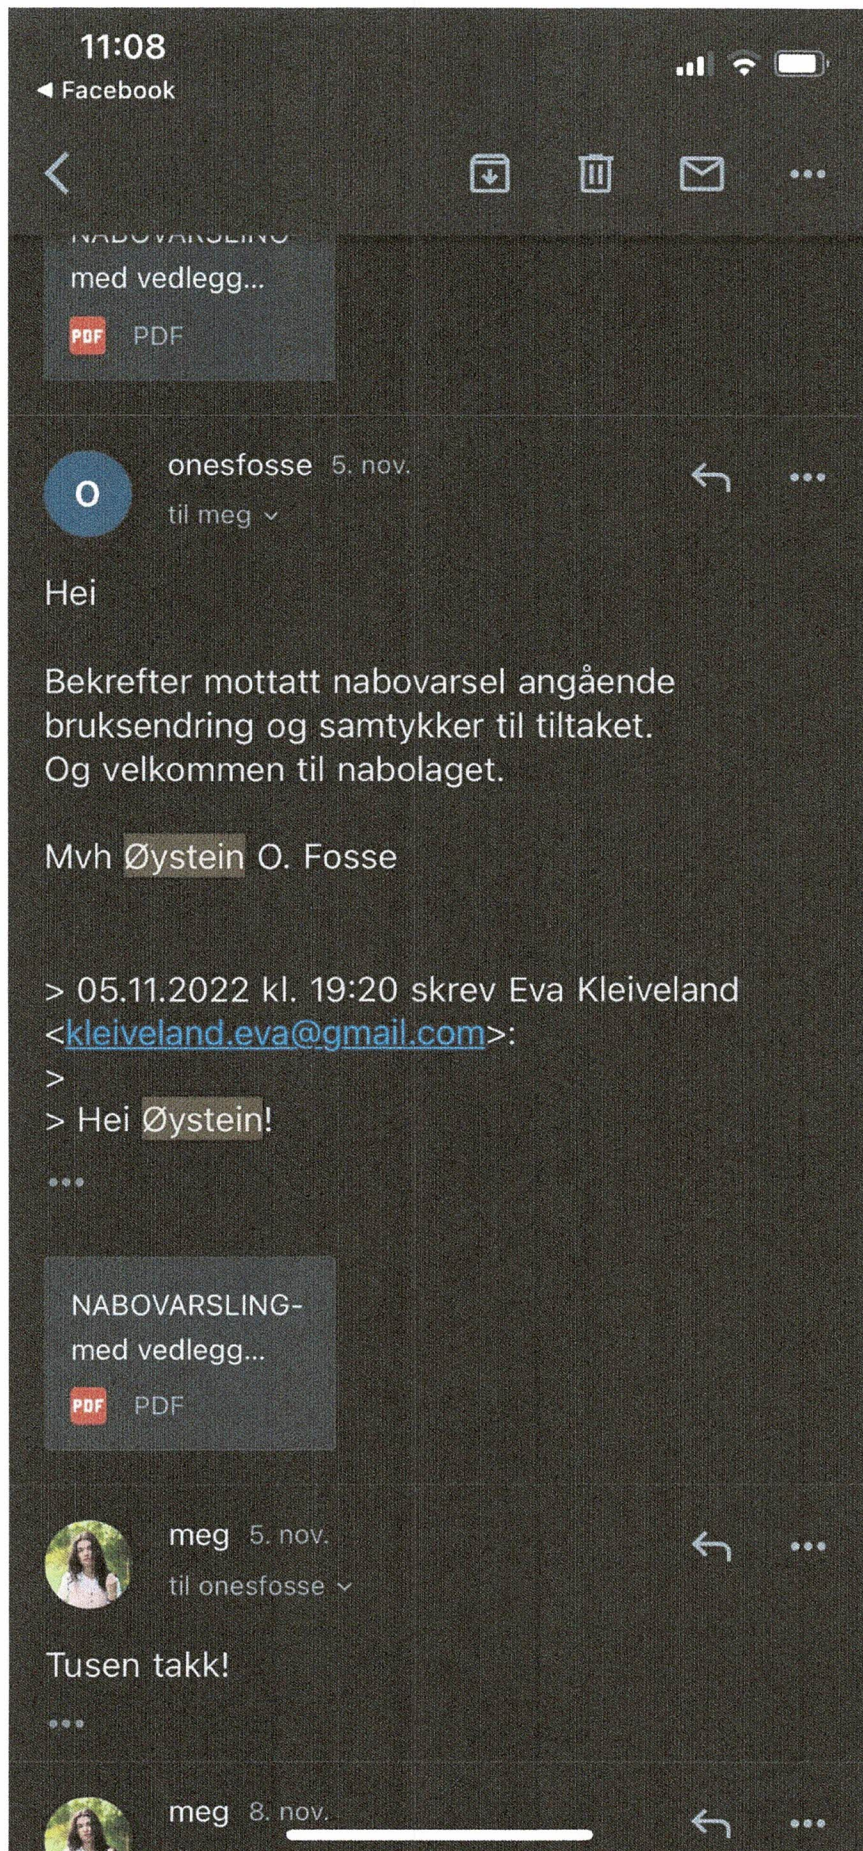 11:08
◀ Facebook
NABOVARSLING-
med vedlegg...
PDF PDF
onesfosse 5. nov.
O
til meg
Hei
Bekrefter mottatt nabovarsel angående
bruksendring og samtykker til tiltaket.
Og velkommen til nabolaget.
Mvh Øystein O. Fosse
> 05.11.2022 kl. 19:20 skrev Eva Kleiveland
<kleiveland.eva@gmail.com>:
>
> Hei Øystein!
...
NABOVARSLING-
med vedlegg...
PDF PDF
meg 5. nov.
til onesfosse
Tusen takk!
...
meg 8. nov.